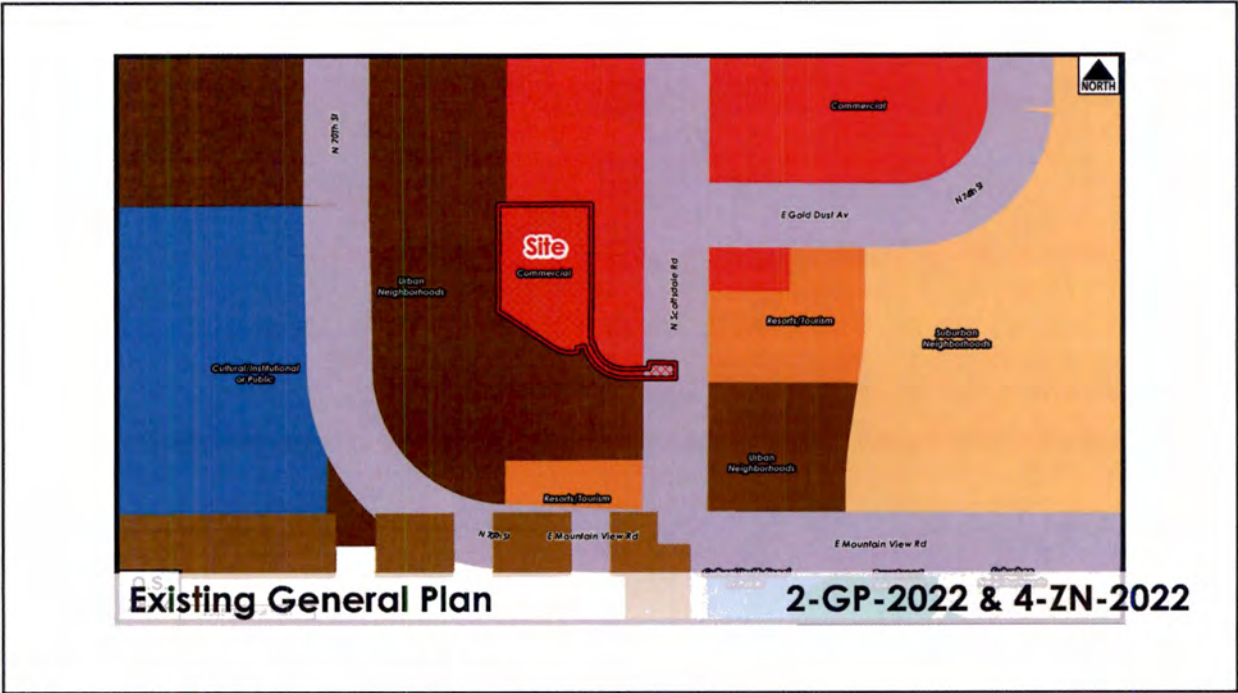 NORTH
Commercial
N 70th St
E Gold Dust Av
N 74th St
Site
Commercial
Urban
Neighborhoods
N Scottsdale Rd
Resorts/Tourism
Suburban
Neighborhoods
Cultural/Institutional
or Public
Urban
Neighborhoods
Resorts/Tourism
E Mountain View Rd
E Mountain View Rd
Existing General Plan
2-GP-2022 & 4-ZN-2022